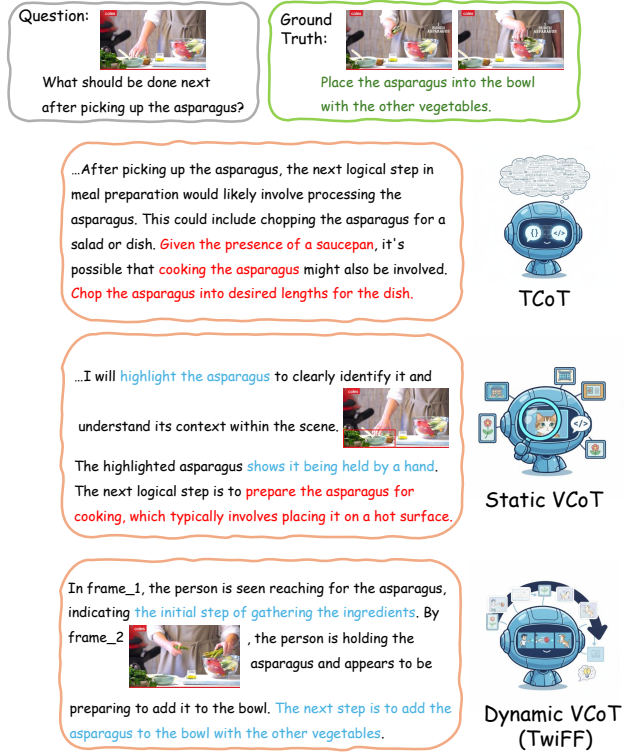 Question:
What should be done next
after picking up the asparagus?
Ground
Truth:
BLANCHED
ASPARAGUS
Place the asparagus into the bowl
with the other vegetables.
...After picking up the asparagus, the next logical step in
meal preparation would likely involve processing the
asparagus. This could include chopping the asparagus for a
salad or dish. Given the presence of a saucepan, it's
possible that cooking the asparagus might also be involved.
Chop the asparagus into desired lengths for the dish.
{} </>
TCoT
...I will highlight the asparagus to clearly identify it and
understand its context within the scene.
The highlighted asparagus shows it being held by a hand.
The next logical step is to prepare the asparagus for
cooking, which typically involves placing it on a hot surface.
</>
Static VCoT
In frame_1, the person is seen reaching for the asparagus,
indicating the initial step of gathering the ingredients. By
frame_2 , the person is holding the
asparagus and appears to be
preparing to add it to the bowl. The next step is to add the
asparagus to the bowl with the other vegetables.
Dynamic VCoT
(TwiFF)